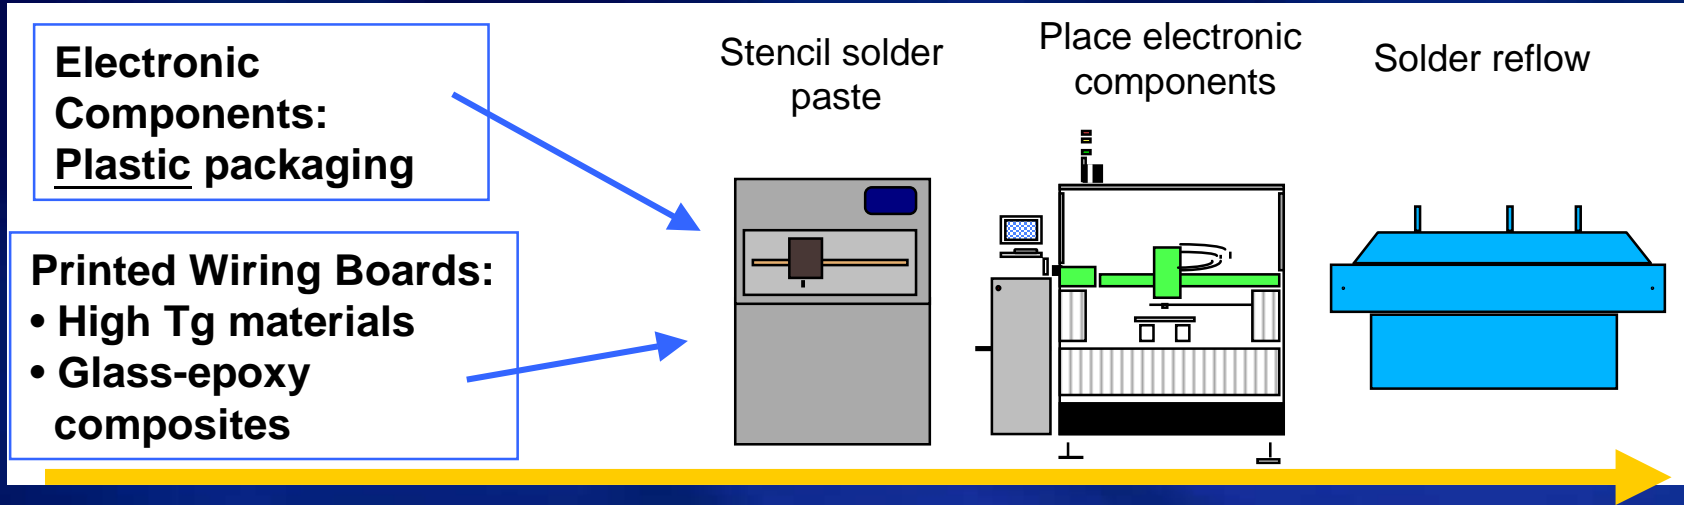 Electronic
Components:
Plastic packaging
Printed Wiring Boards:
• High Tg materials
• Glass-epoxy
composites
Stencil solder
paste
Place electronic
components
Solder reflow